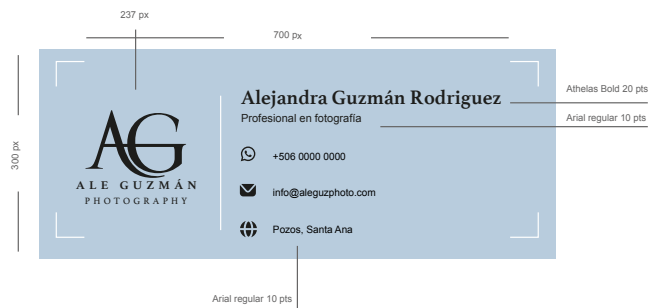 237 px
700 px
300 px
AG
ALE GUZMÁN
PHOTOGRAPHY
Alejandra Guzmán Rodriguez
Profesional en fotografía
+506 0000 0000
info@aleguzphoto.com
Pozos, Santa Ana
Athelas Bold 20 pts
Arial regular 10 pts
Arial regular 10 pts